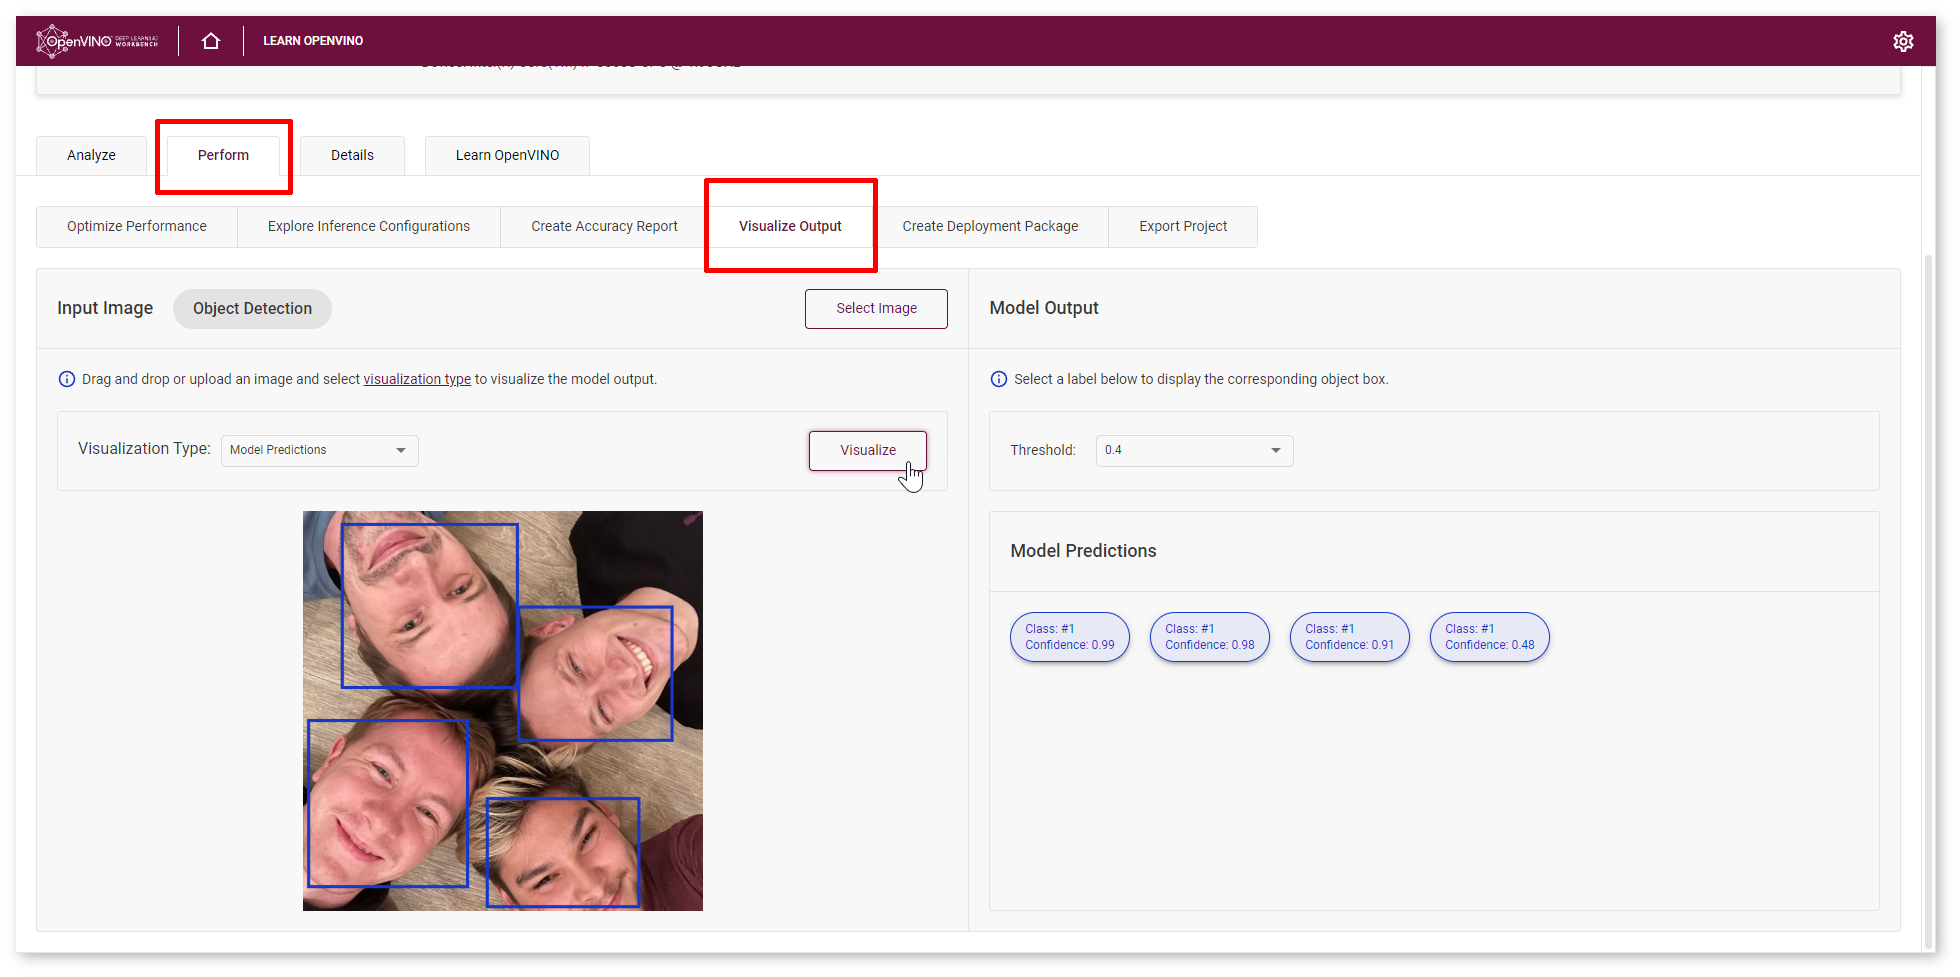 OpenVINO DEEP LEARNING WORKBENCH LEARN OPENVINO
Analyze Perform Details Learn OpenVINO
Optimize Performance Explore Inference Configurations Create Accuracy Report Visualize Output Create Deployment Package Export Project
Input Image Object Detection Select Image
Drag and drop or upload an image and select visualization type to visualize the model output.
Visualization Type: Model Predictions Visualize
Model Output
Select a label below to display the corresponding object box.
Threshold: 0.4
Model Predictions
Class: #1
Confidence: 0.99
Class: #1
Confidence: 0.98
Class: #1
Confidence: 0.91
Class: #1
Confidence: 0.48